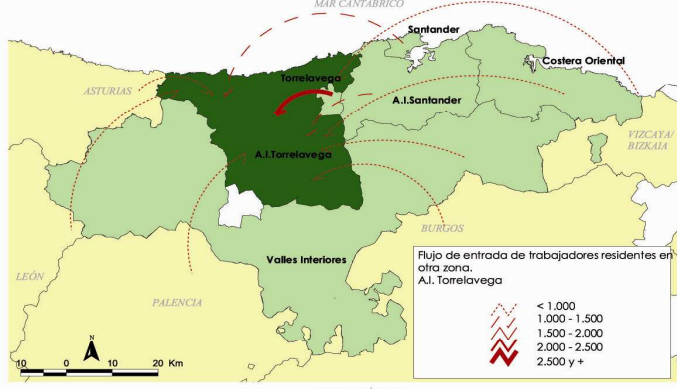 MAR CANTÁBRICO
Santander
Costera Oriental
Torrelavega
ASTURIAS
A.I.Santander
VIZCAYA/
BIZKAIA
A.I.Torrelavega
BURGOS
Valles Interiores
LEÓN
PALENCIA
Flujo de entrada de trabajadores residentes en
otra zona.
A.I. Torrelavega
< 1.000
1.000 - 1.500
1.500 - 2.000
2.000 - 2.500
2.500 y +
N
10 0 10 20 Km